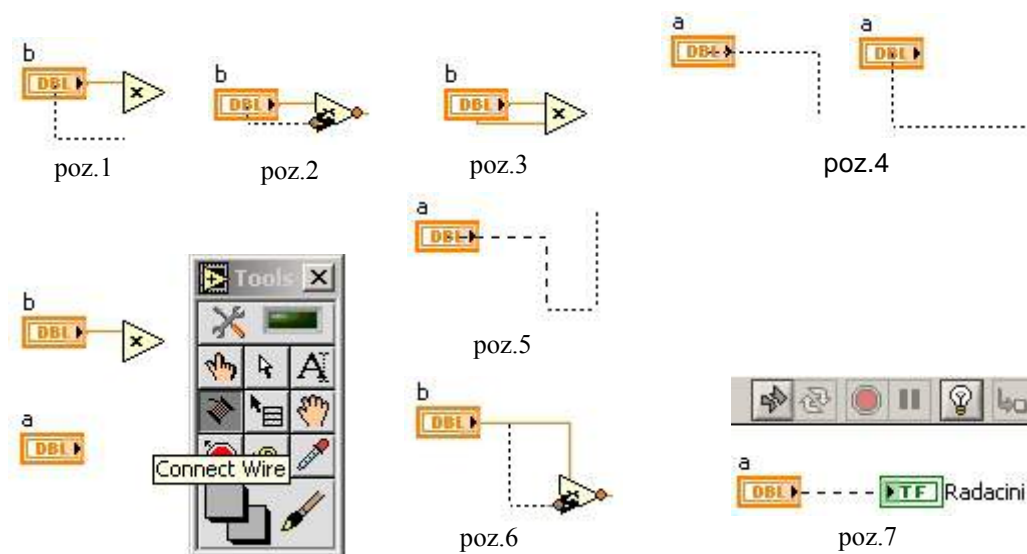 b
DBL
×
poz.1
b
DBL
poz.2
b
DBL
×
poz.3
a
DBL
a
DBL
poz.4
a
DBL
poz.5
b
DBL
×
a
DBL
Tools
A
Connect Wire
b
DBL
poz.6
a
DBL
TF
Radacini
poz.7